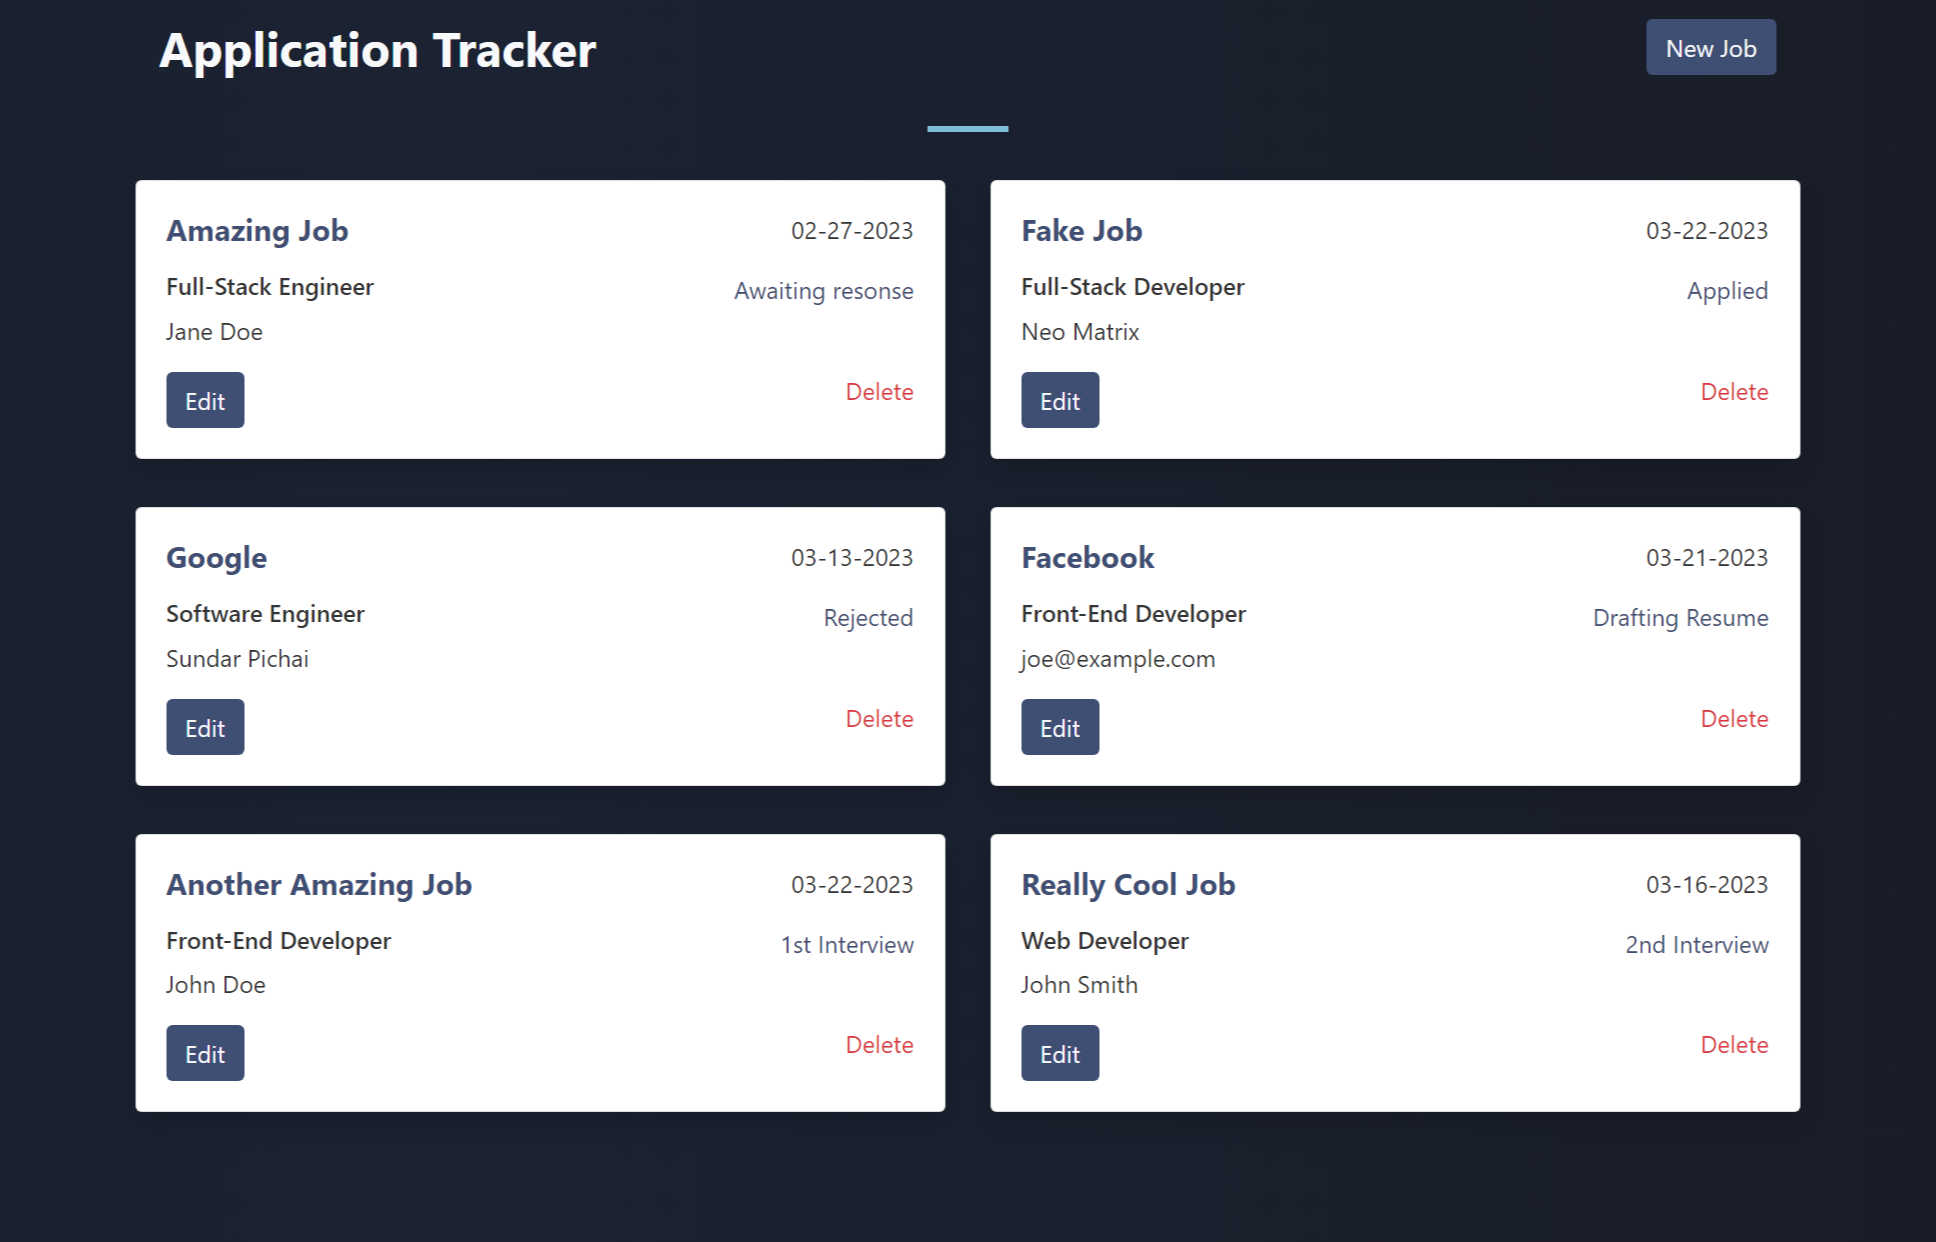 Application Tracker
New Job
Amazing Job
02-27-2023
Full-Stack Engineer
Awaiting resonse
Jane Doe
Edit
Delete
Fake Job
03-22-2023
Full-Stack Developer
Applied
Neo Matrix
Edit
Delete
Google
03-13-2023
Software Engineer
Rejected
Sundar Pichai
Edit
Delete
Facebook
03-21-2023
Front-End Developer
Drafting Resume
joe@example.com
Edit
Delete
Another Amazing Job
03-22-2023
Front-End Developer
1st Interview
John Doe
Edit
Delete
Really Cool Job
03-16-2023
Web Developer
2nd Interview
John Smith
Edit
Delete